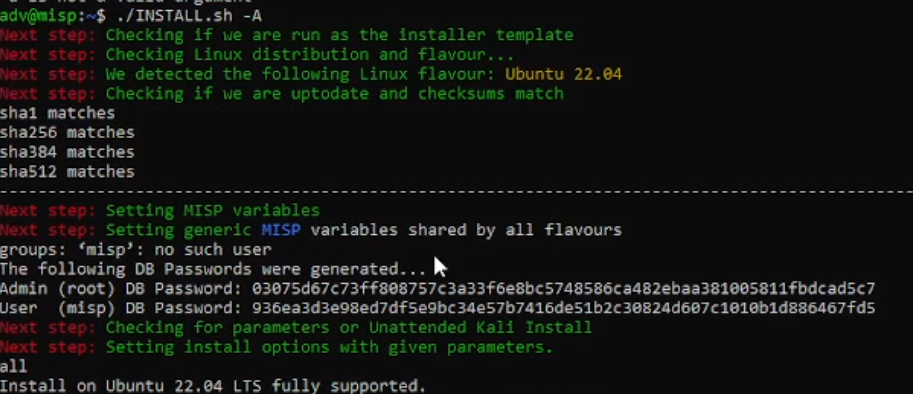 a is not a valid argument
adv@misp:~$ ./INSTALL.sh -A
Next step: Checking if we are run as the installer template
Next step: Checking Linux distribution and flavour...
Next step: We detected the following Linux flavour: Ubuntu 22.04
Next step: Checking if we are uptodate and checksums match
sha1 matches
sha256 matches
sha384 matches
sha512 matches
--------------------------------------------------------------------------------------------
Next step: Setting MISP variables
Next step: Setting generic MISP variables shared by all flavours
groups: ‘misp’: no such user
The following DB Passwords were generated...
Admin (root) DB Password: 03075d67c73ff808757c3a33f6e8bc5748586ca482ebaa381005811fbdcad5c7
User  (misp) DB Password: 936ea3d3e98ed7df5e9bc34e57b7416de51b2c30824d607c1010b1d886467fd5
Next step: Checking for parameters or Unattended Kali Install
Next step: Setting install options with given parameters.
all
Install on Ubuntu 22.04 LTS fully supported.